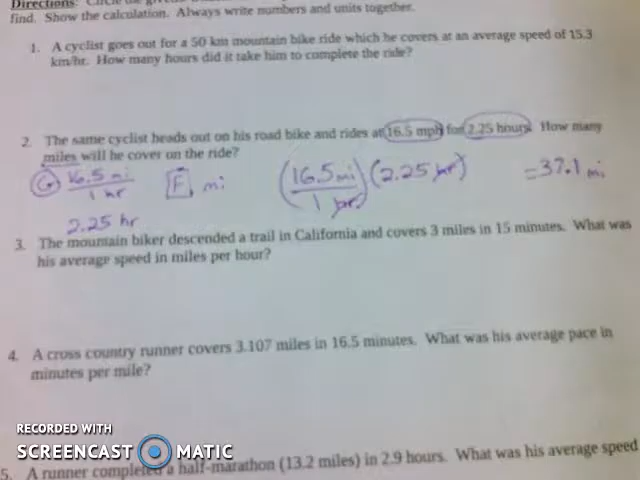 Directions:
find. Show the calculation. Always write numbers and units together.
1. A cyclist goes out for a 50 km mountain bike ride which he covers at an average speed of 15.3
km/hr. How many hours did it take him to complete the ride?
2. The same cyclist heads out on his road bike and rides at 16.5 mph for 2.25 hours. How many
miles will he cover on the ride?
G 16.5 mi F mi (16.5 mi) (2.25 hr) = 37.1 mi
1 hr 1 hr
2.25 hr
3. The mountain biker descended a trail in California and covers 3 miles in 15 minutes. What was
his average speed in miles per hour?
4. A cross country runner covers 3.107 miles in 16.5 minutes. What was his average pace in
minutes per mile?
RECORDED WITH
SCREENCAST MATIC
5. A runner completed a half-marathon (13.2 miles) in 2.9 hours. What was his average speed